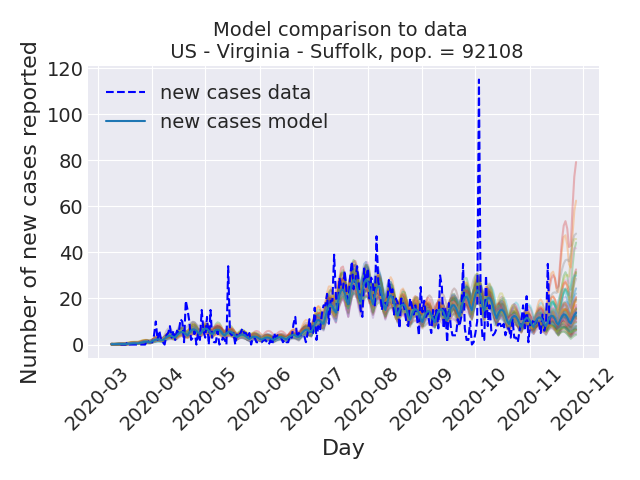 Model comparison to data
US - Virginia - Suffolk, pop. = 92108
new cases data
new cases model
Number of new cases reported
120
100
80
60
40
20
0
2020-03
2020-04
2020-05
2020-06
2020-07
2020-08
2020-09
2020-10
2020-11
2020-12
Day